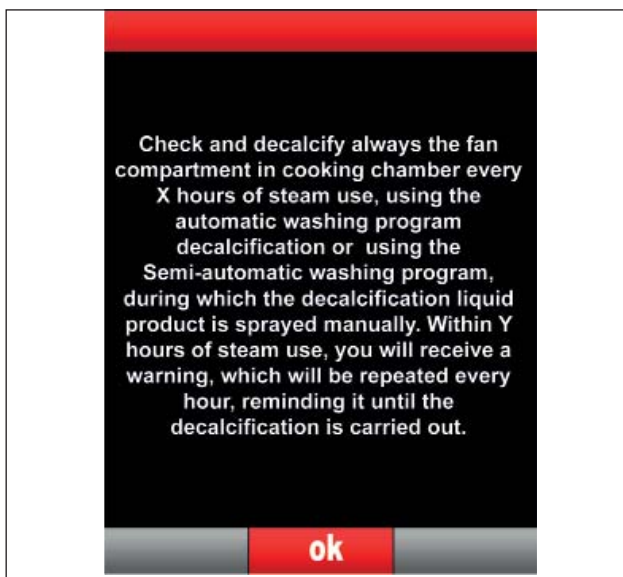 Check and decalcify always the fan
compartment in cooking chamber every
X hours of steam use, using the
automatic washing program
decalcification or using the
Semi-automatic washing program,
during which the decalcification liquid
product is sprayed manually. Within Y
hours of steam use, you will receive a
warning, which will be repeated every
hour, reminding it until the
decalcification is carried out.
ok